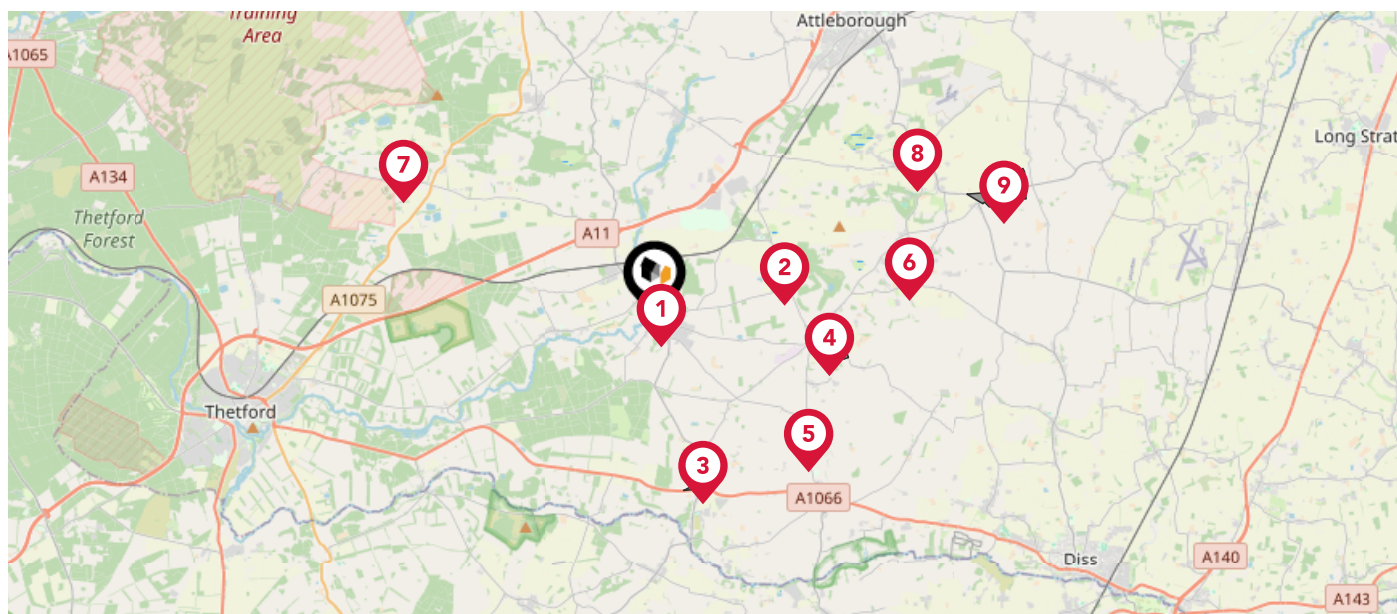 Training
Area
Attleborough
A1065
Long Strat
8
7
A134
9
Thetford
Forest
A11
6
2
A1075
1
4
Thetford
5
3
A1066
Diss
A140
A143